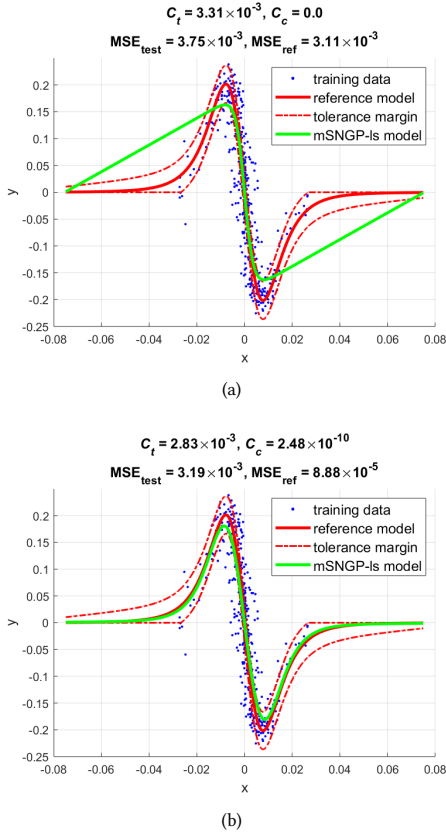 (a)
C_t = 3.31×10^-3, C_c = 0.0
MSE_test = 3.75×10^-3, MSE_ref = 3.11×10^-3
training data
reference model
tolerance margin
mSNGP-ls model
y
0.2
0.15
0.1
0.05
0
-0.05
-0.1
-0.15
-0.2
-0.25
-0.08 -0.06 -0.04 -0.02 0 0.02 0.04 0.06 0.08
x
(b)
C_t = 2.83×10^-3, C_c = 2.48×10^-10
MSE_test = 3.19×10^-3, MSE_ref = 8.88×10^-5
training data
reference model
tolerance margin
mSNGP-ls model
y
0.2
0.15
0.1
0.05
0
-0.05
-0.1
-0.15
-0.2
-0.25
-0.08 -0.06 -0.04 -0.02 0 0.02 0.04 0.06 0.08
x